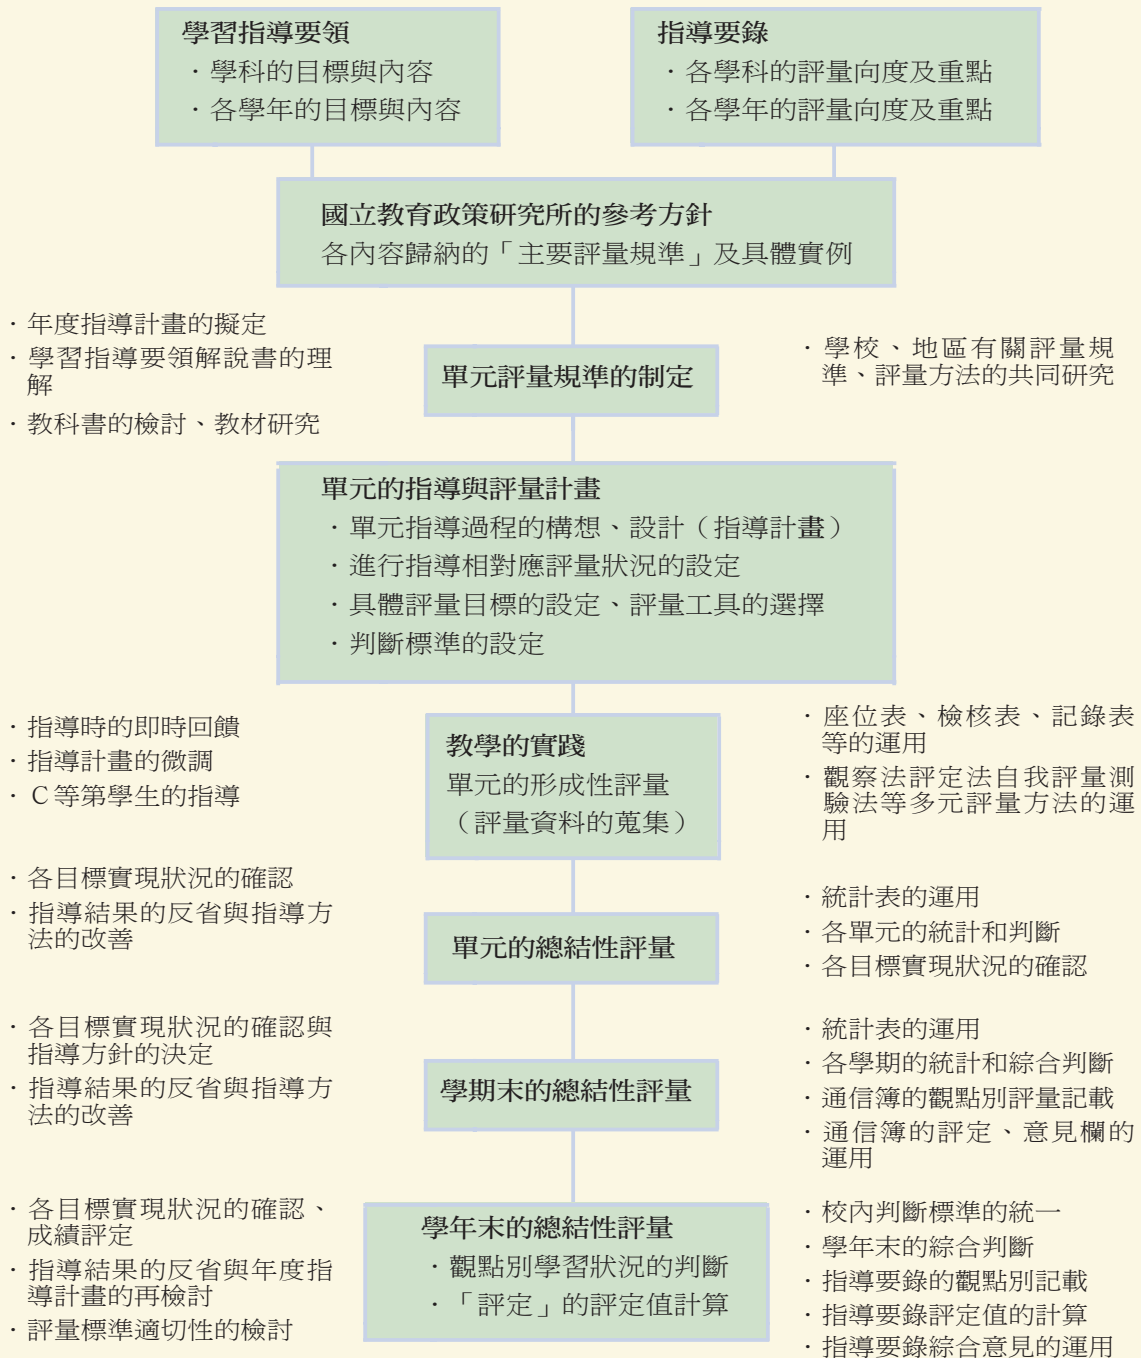 學習指導要領
．學科的目標與內容
．各學年的目標與內容
指導要錄
．各學科的評量向度及重點
．各學年的評量向度及重點
國立教育政策研究所的參考方針
各內容歸納的「主要評量規準」及具體實例
．年度指導計畫的擬定
．學習指導要領解說書的理
解
．教科書的檢討、教材研究
單元評量規準的制定
．學校、地區有關評量規
準、評量方法的共同研究
單元的指導與評量計畫
．單元指導過程的構想、設計（指導計畫）
．進行指導相對應評量狀況的設定
．具體評量目標的設定、評量工具的選擇
．判斷標準的設定
．指導時的即時回饋
．指導計畫的微調
．Ｃ等第學生的指導
教學的實踐
單元的形成性評量
（評量資料的蒐集）
．座位表、檢核表、記錄表
等的運用
．觀察法評定法自我評量測
驗法等多元評量方法的運
用
．各目標實現狀況的確認
．指導結果的反省與指導方
法的改善
單元的總結性評量
．統計表的運用
．各單元的統計和判斷
．各目標實現狀況的確認
．各目標實現狀況的確認與
指導方針的決定
．指導結果的反省與指導方
法的改善
學期末的總結性評量
．統計表的運用
．各學期的統計和綜合判斷
．通信簿的觀點別評量記載
．通信簿的評定、意見欄的
運用
．各目標實現狀況的確認、
成績評定
．指導結果的反省與年度指
導計畫的再檢討
．評量標準適切性的檢討
學年末的總結性評量
．觀點別學習狀況的判斷
．「評定」的評定值計算
．校內判斷標準的統一
．學年末的綜合判斷
．指導要錄的觀點別記載
．指導要錄評定值的計算
．指導要錄綜合意見的運用